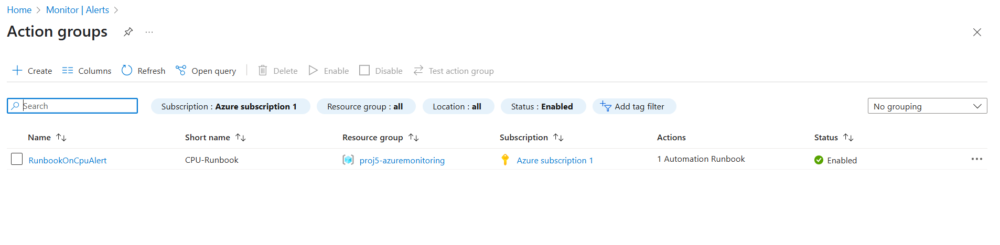 Home > Monitor | Alerts >
Action groups ...
Create Columns Refresh Open query Delete Enable Disable Test action group
Search Subscription : Azure subscription 1 Resource group : all Location : all Status : Enabled Add tag filter No grouping
Name Short name Resource group Subscription Actions Status
RunbookOnCpuAlert CPU-Runbook proj5-azuremonitoring Azure subscription 1 1 Automation Runbook Enabled ...